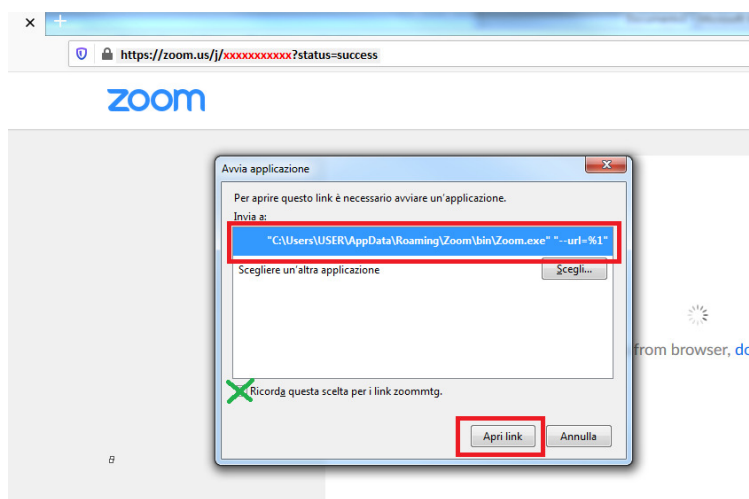 https://zoom.us/j/xxxxxxxxxxx?status=success
zoom
Avvia applicazione
Per aprire questo link è necessario avviare un'applicazione.
Invia a:
"C:\Users\USER\AppData\Roaming\Zoom\bin\Zoom.exe" "--url=%1"
Scegliere un'altra applicazione
Scegli...
from browser,
Ricorda questa scelta per i link zoommtg.
Apri link
Annulla